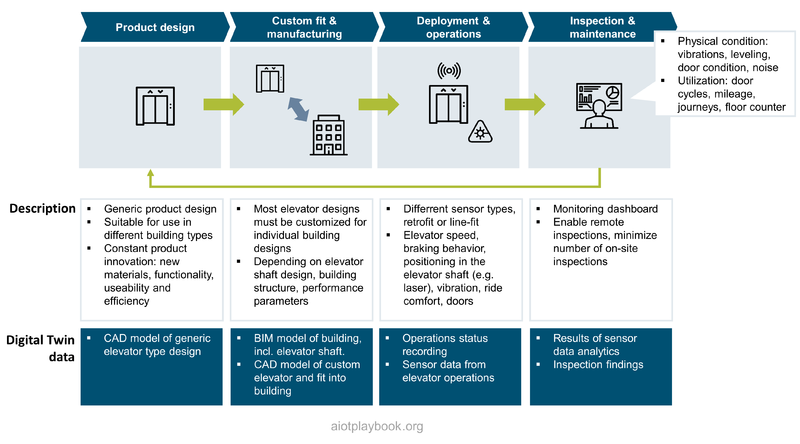 Product design
Custom fit &
manufacturing
Deployment &
operations
Inspection &
maintenance
▪ Physical condition:
vibrations, leveling,
door condition, noise
▪ Utilization: door
cycles, mileage,
journeys, floor counter
Description
▪ Generic product design
▪ Suitable for use in
different building types
▪ Constant product
innovation: new
materials, functionality,
useability and
efficiency
▪ Most elevator designs
must be customized for
individual building
designs
▪ Depending on elevator
shaft design, building
structure, performance
parameters
▪ Differrent sensor types,
retrofit or line-fit
▪ Elevator speed,
braking behavior,
positioning in the
elevator shaft (e.g.
laser), vibration, ride
comfort, doors
▪ Monitoring dashboard
▪ Enable remote
inspections, minimize
number of on-site
inspections
Digital Twin
data
▪ CAD model of generic
elevator type design
▪ BIM model of building,
incl. elevator shaft.
▪ CAD model of custom
elevator and fit into
building
▪ Operations status
recording
▪ Sensor data from
elevator operations
▪ Results of sensor
data analytics
▪ Inspection findings
aiotplaybook.org